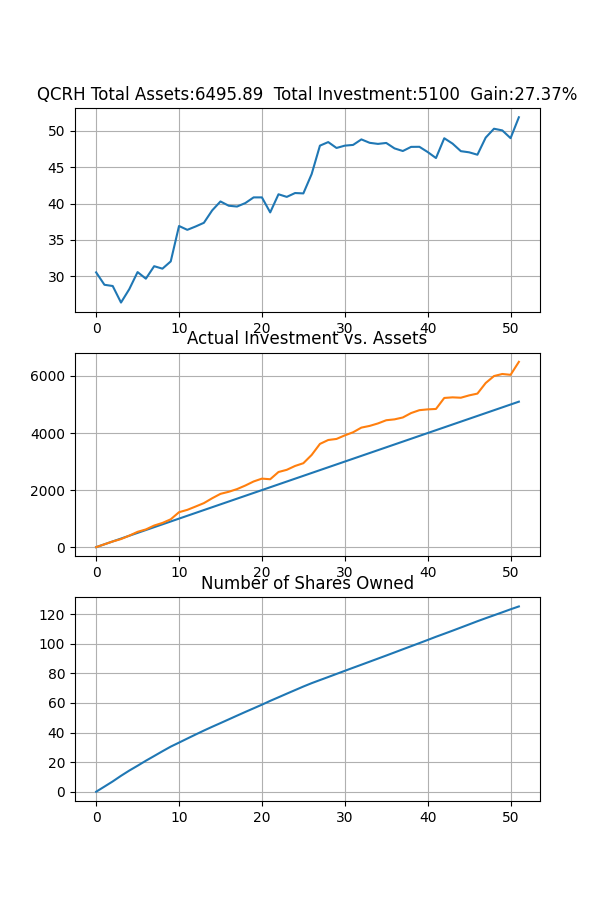 QCRH Total Assets:6495.89  Total Investment:5100  Gain:27.37%
50
45
40
35
30
0 10 20 30 40 50
Actual Investment vs. Assets
6000
4000
2000
0
0 10 20 30 40 50
Number of Shares Owned
120
100
80
60
40
20
0
0 10 20 30 40 50